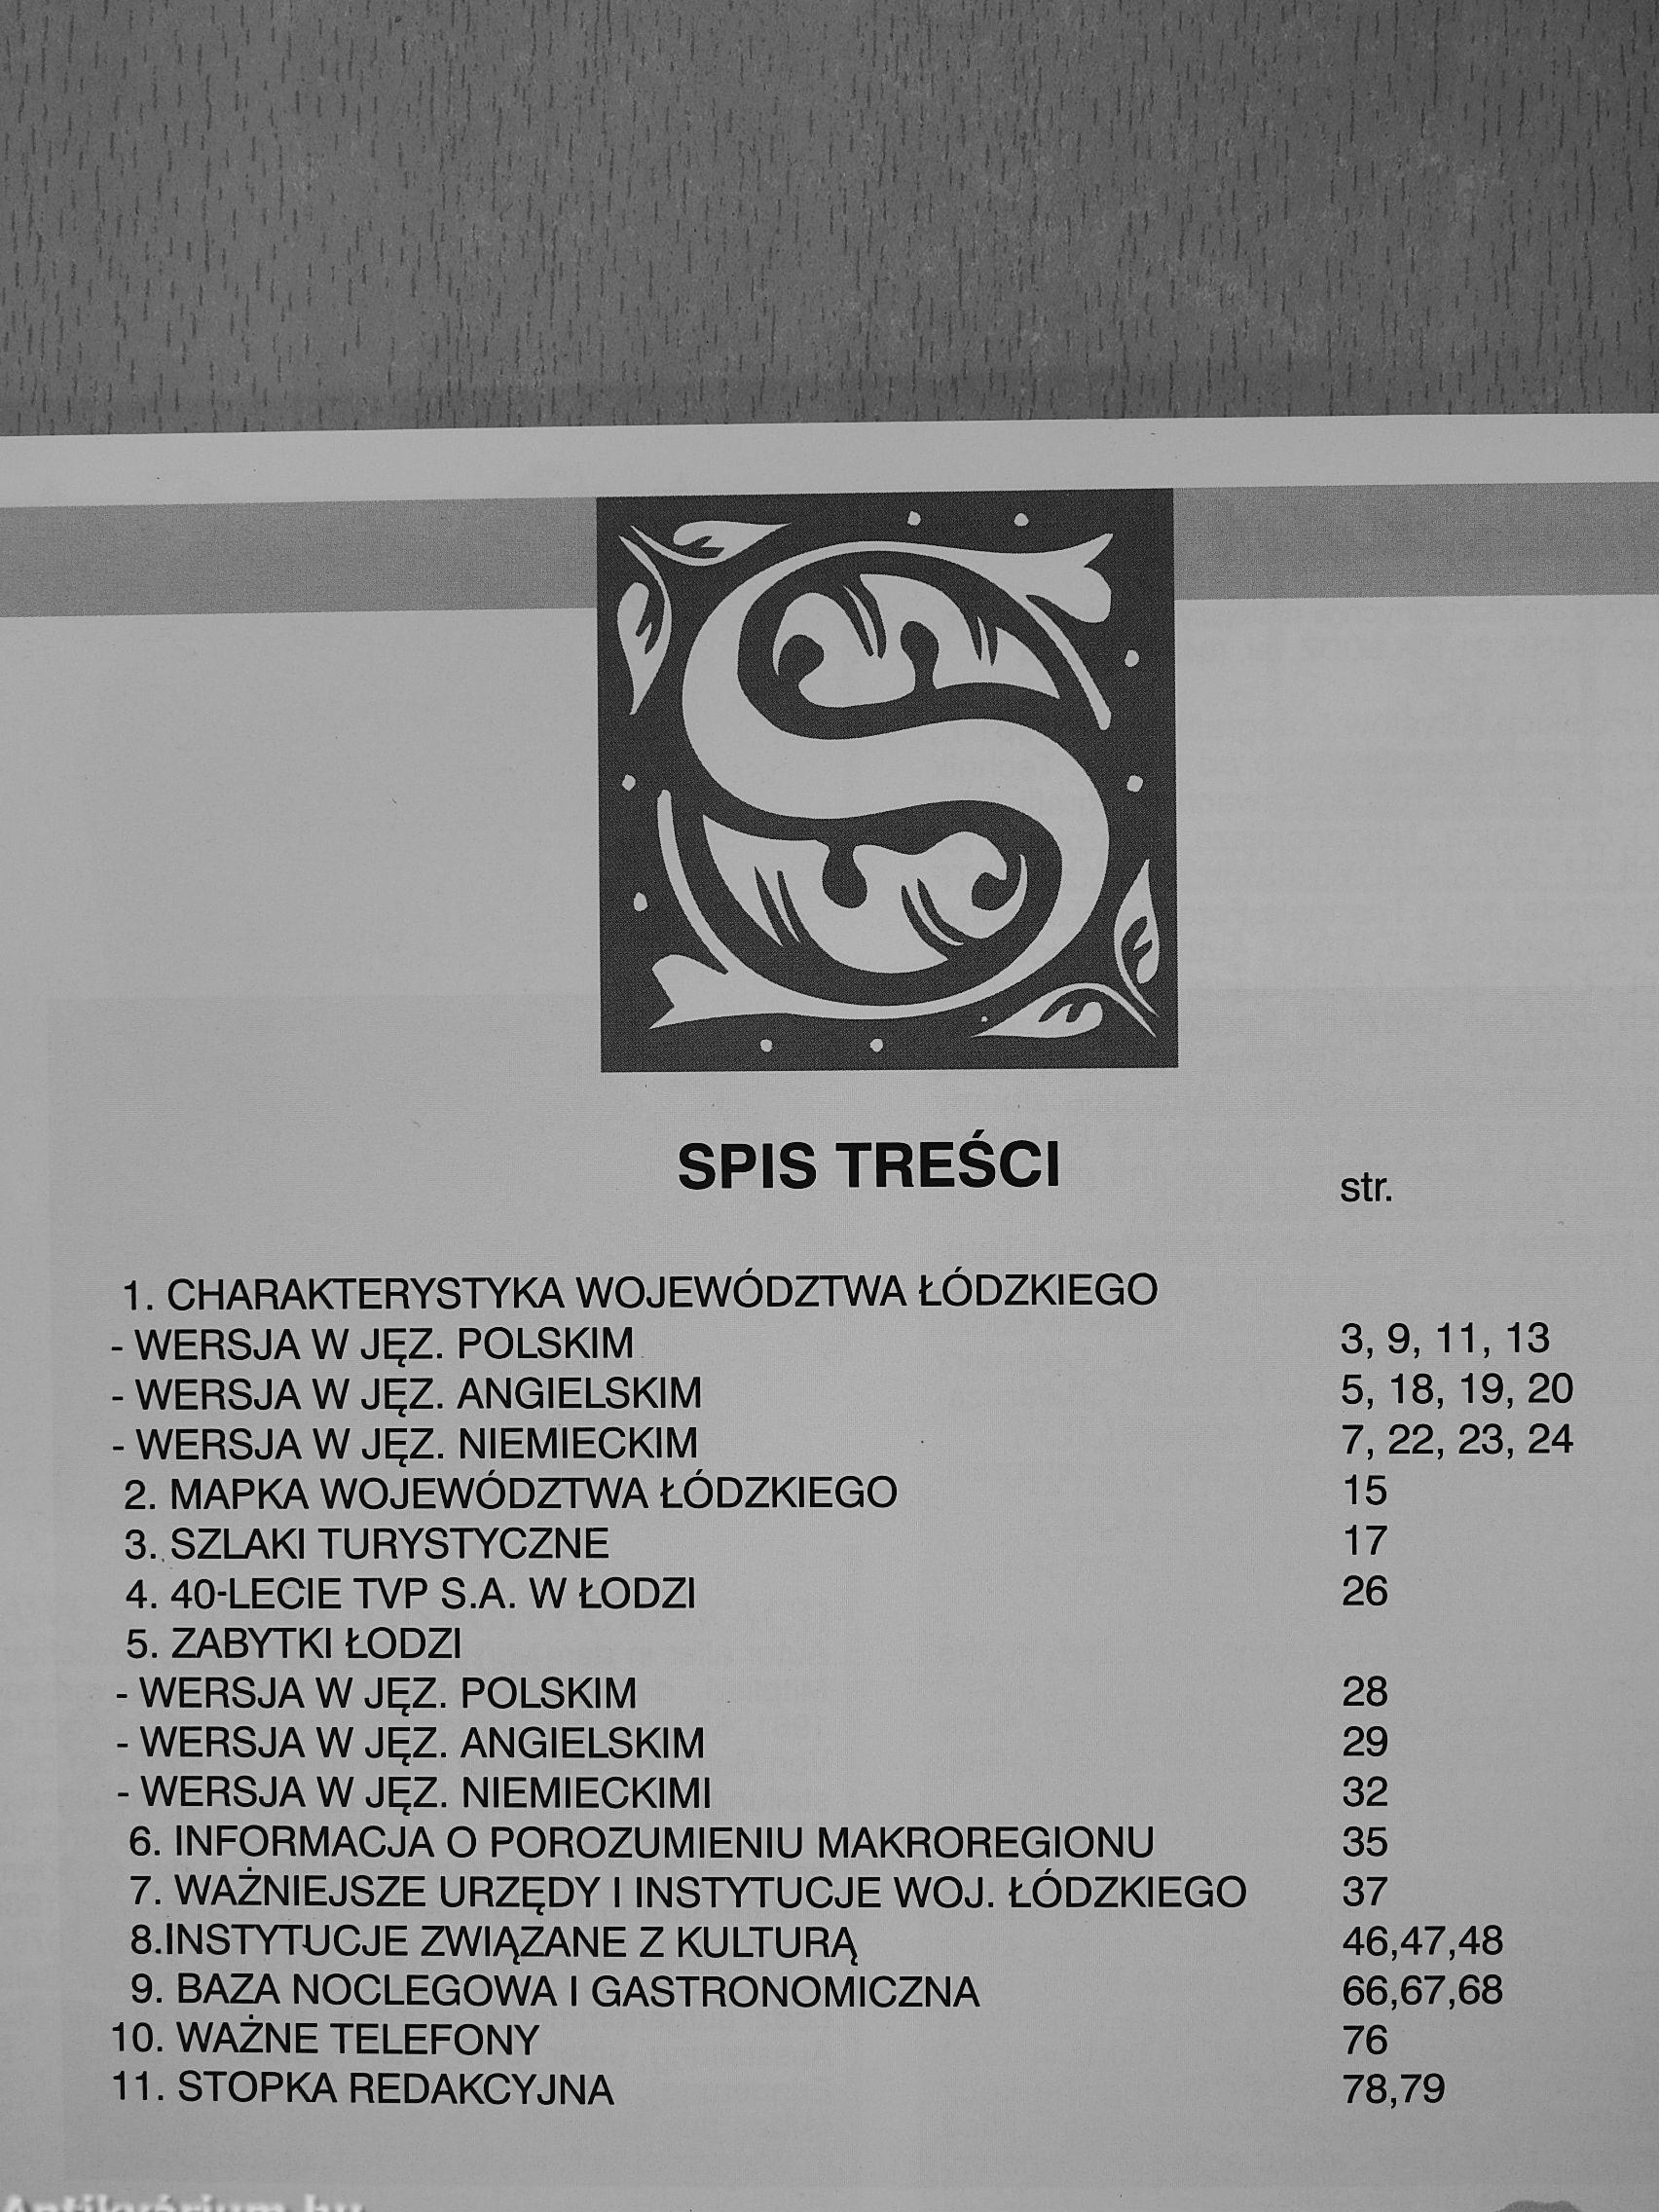 S
SPIS TREŚCI
str.
1. CHARAKTERYSTYKA WOJEWÓDZTWA ŁÓDZKIEGO
- WERSJA W JĘZ. POLSKIM 3, 9, 11, 13
- WERSJA W JĘZ. ANGIELSKIM 5, 18, 19, 20
- WERSJA W JĘZ. NIEMIECKIM 7, 22, 23, 24
2. MAPKA WOJEWÓDZTWA ŁÓDZKIEGO 15
3. SZLAKI TURYSTYCZNE 17
4. 40-LECIE TVP S.A. W ŁODZI 26
5. ZABYTKI ŁODZI
- WERSJA W JĘZ. POLSKIM 28
- WERSJA W JĘZ. ANGIELSKIM 29
- WERSJA W JĘZ. NIEMIECKIMI 32
6. INFORMACJA O POROZUMIENIU MAKROREGIONU 35
7. WAŻNIEJSZE URZĘDY I INSTYTUCJE WOJ. ŁÓDZKIEGO 37
8.INSTYTUCJE ZWIĄZANE Z KULTURĄ 46,47,48
9. BAZA NOCLEGOWA I GASTRONOMICZNA 66,67,68
10. WAŻNE TELEFONY 76
11. STOPKA REDAKCYJNA 78,79
Antikvárium.hu